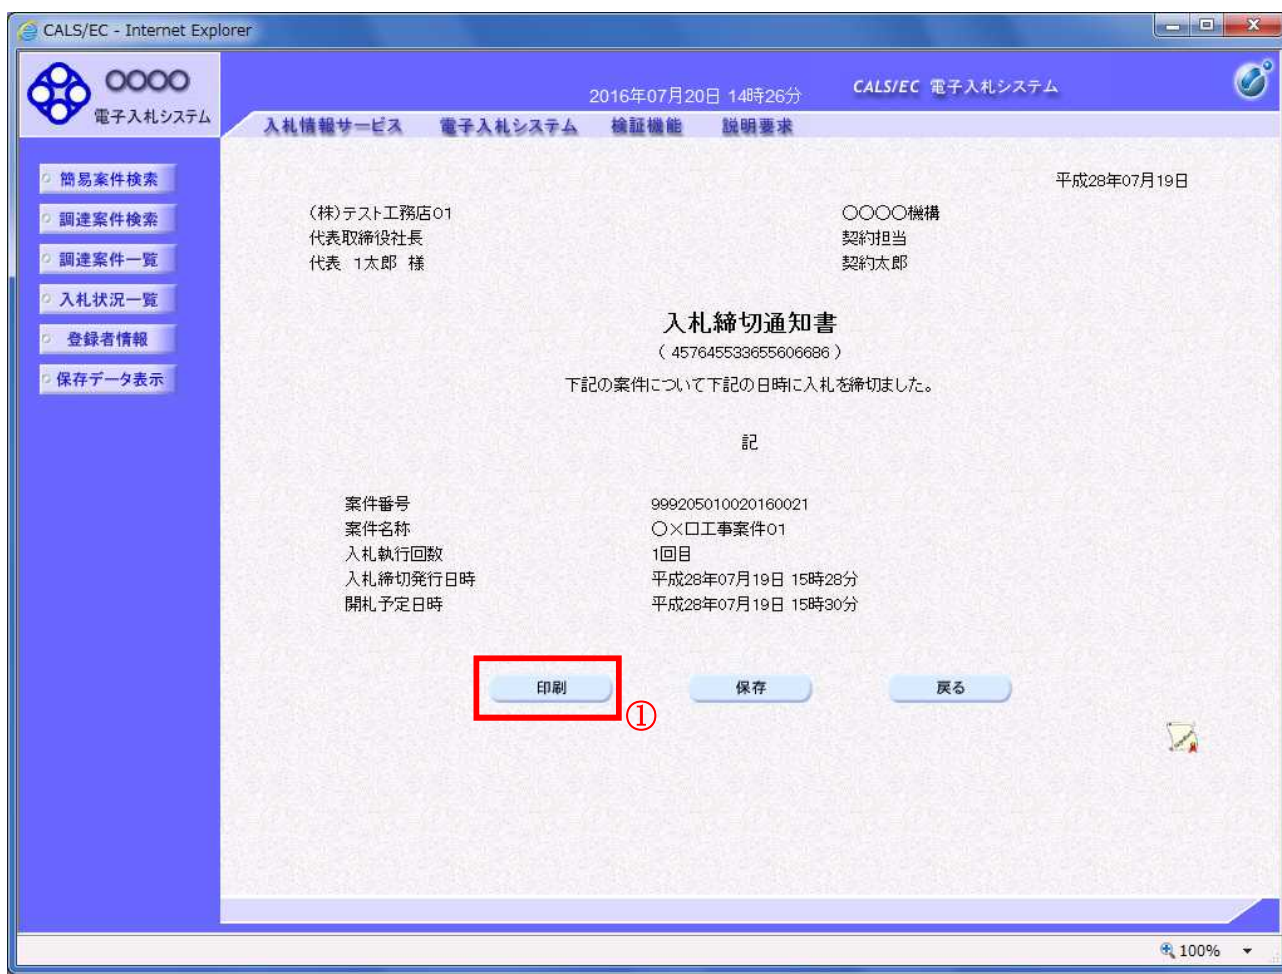 CALS/EC - Internet Explorer
〇〇〇〇
電子入札システム
2016年07月20日 14時26分
CALS/EC 電子入札システム
入札情報サービス 電子入札システム 検証機能 説明要求
簡易案件検索
調達案件検索
調達案件一覧
入札状況一覧
登録者情報
保存データ表示
平成28年07月19日
(株)テスト工務店01
代表取締役社長
代表 1太郎 様
〇〇〇〇機構
契約担当
契約太郎
入札締切通知書
( 457645533655606686 )
下記の案件について下記の日時に入札を締切ました。
記
案件番号 999205010020160021
案件名称 〇×口工事案件01
入札執行回数 1回目
入札締切発行日時 平成28年07月19日 15時28分
開札予定日時 平成28年07月19日 15時30分
印刷 保存 戻る
①
100%